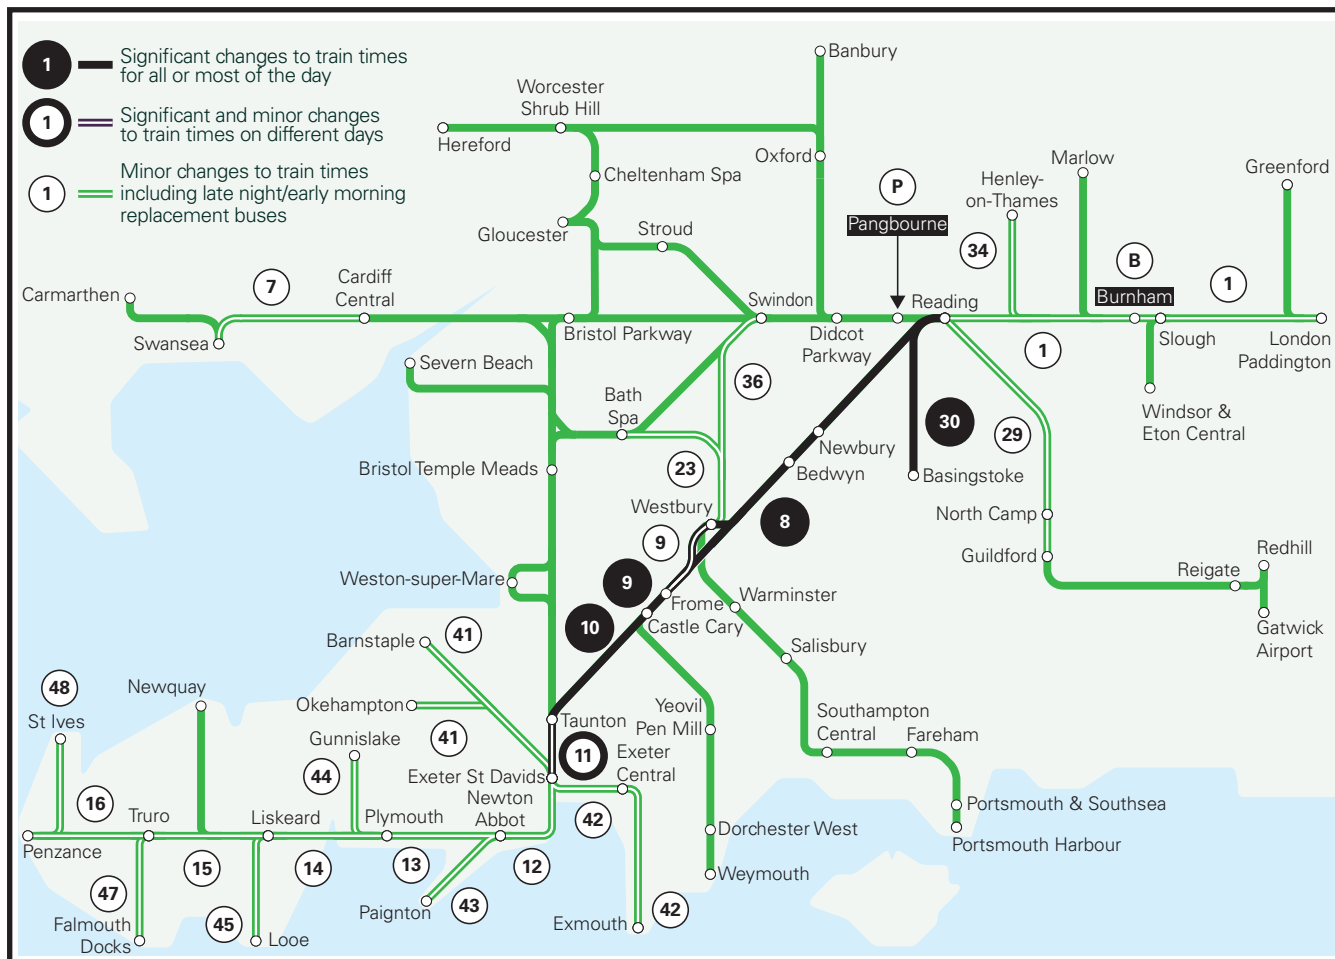 1
Significant changes to train times
for all or most of the day
1
Significant and minor changes
to train times on different days
1
Minor changes to train times
including late night/early morning
replacement buses
Banbury
Worcester
Shrub Hill
Hereford
Oxford
Cheltenham Spa
Gloucester
Stroud
P
Pangbourne
Henley-
on-Thames
34
Marlow
B
Burnham
Greenford
1
Carmarthen
7
Cardiff
Central
Swansea
Bristol Parkway
Swindon
Didcot
Parkway
Reading
1
Slough
London
Paddington
Severn Beach
36
Bath
Spa
Windsor &
Eton Central
30
29
Newbury
Bedwyn
Basingstoke
Bristol Temple Meads
23
Westbury
8
North Camp
9
Guildford
Redhill
Reigate
Weston-super-Mare
9
Frome
Castle Cary
Warminster
10
Gatwick
Airport
Barnstaple
41
Salisbury
48
St Ives
Newquay
Okehampton
41
Taunton
Yeovil
Pen Mill
Southampton
Central
Fareham
Gunnislake
44
11
Exeter
Central
Exeter St Davids
Newton
Abbot
16
Truro
Liskeard
Plymouth
42
Portsmouth & Southsea
Penzance
Dorchester West
Portsmouth Harbour
15
14
13
12
Weymouth
47
43
Paignton
42
Falmouth
Docks
45
Looe
Exmouth